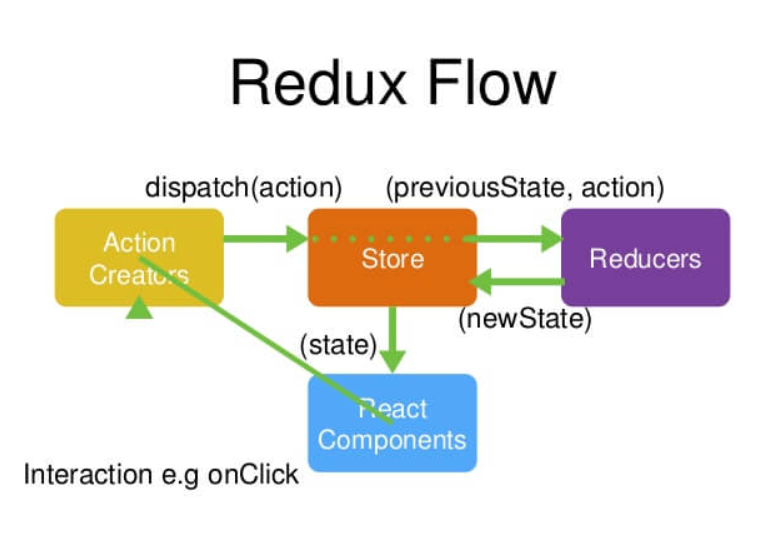 Redux Flow
dispatch(action)
(previousState, action)
Action
Creators
Store
Reducers
(newState)
(state)
React
Components
Interaction e.g onClick